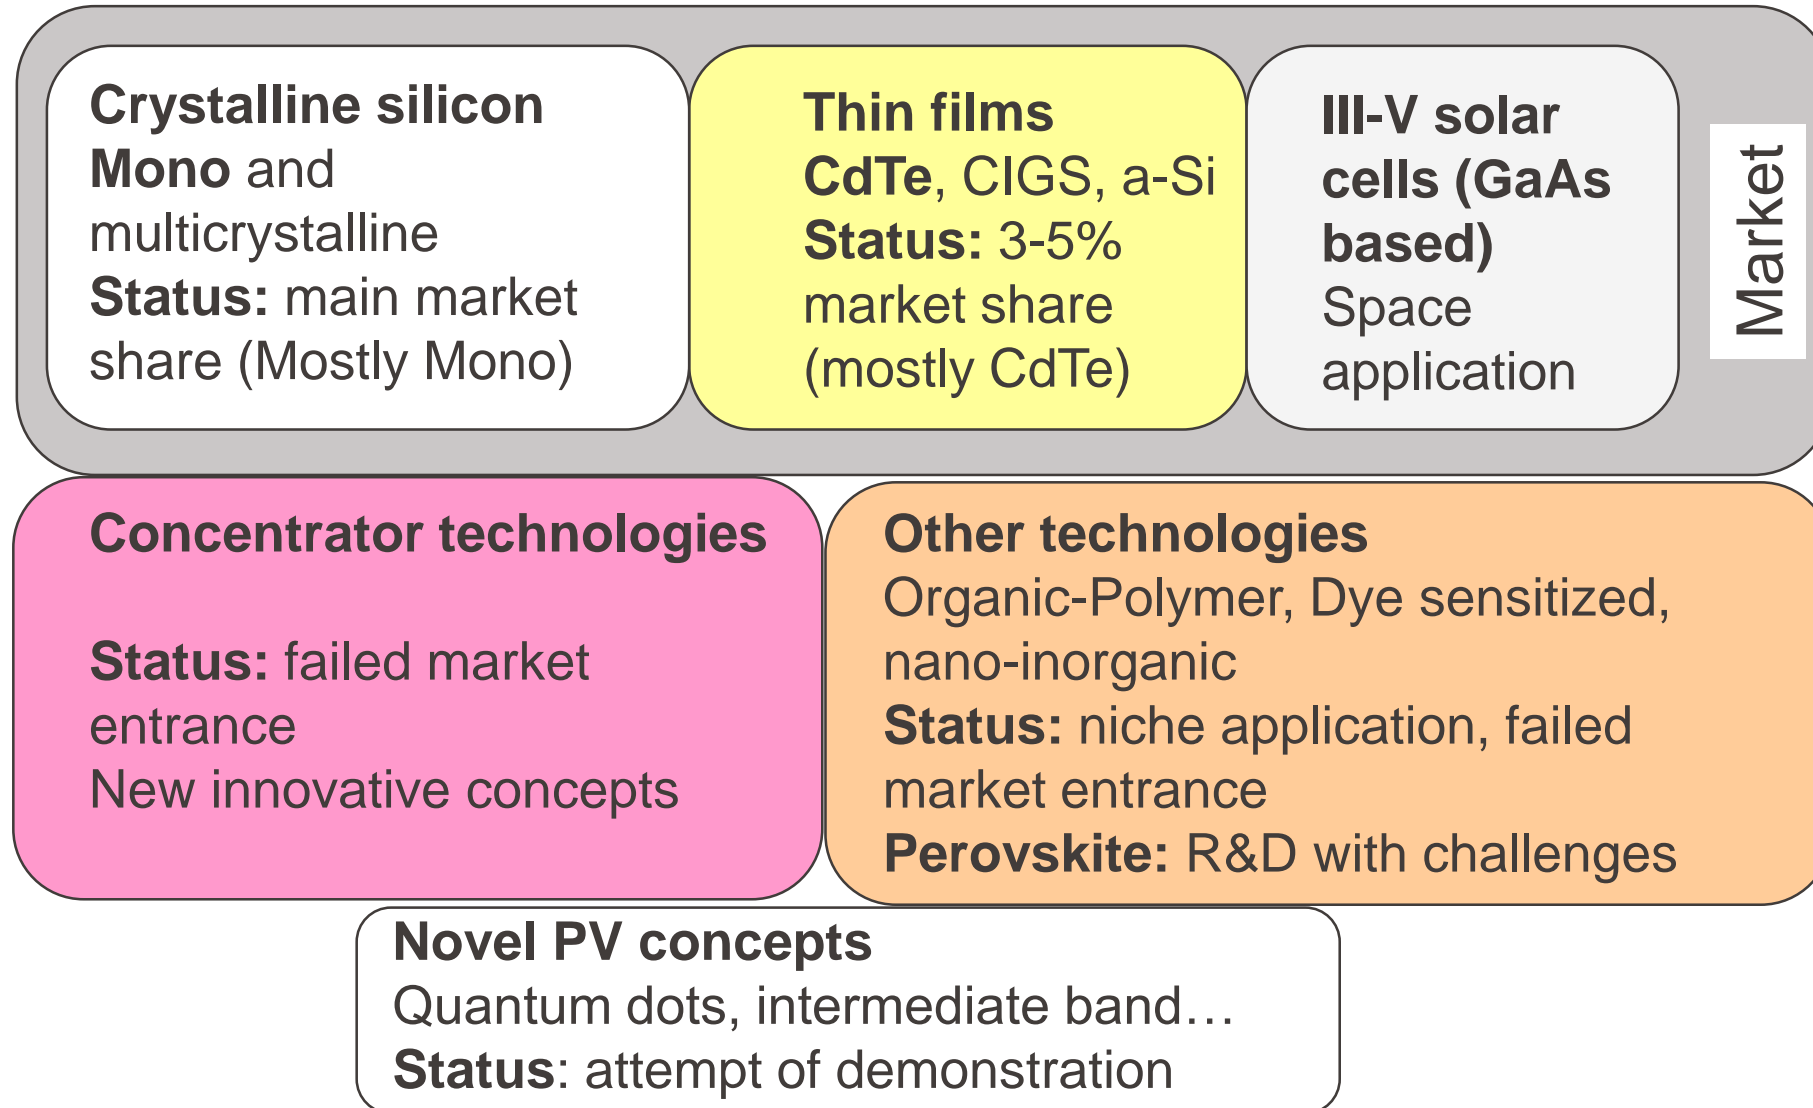 Crystalline silicon
Mono and
multicrystalline
Status: main market
share (Mostly Mono)
Thin films
CdTe, CIGS, a-Si
Status: 3-5%
market share
(mostly CdTe)
III-V solar
cells (GaAs
based)
Space
application
Market
Concentrator technologies
Status: failed market
entrance
New innovative concepts
Other technologies
Organic-Polymer, Dye sensitized,
nano-inorganic
Status: niche application, failed
market entrance
Perovskite: R&D with challenges
Novel PV concepts
Quantum dots, intermediate band…
Status: attempt of demonstration